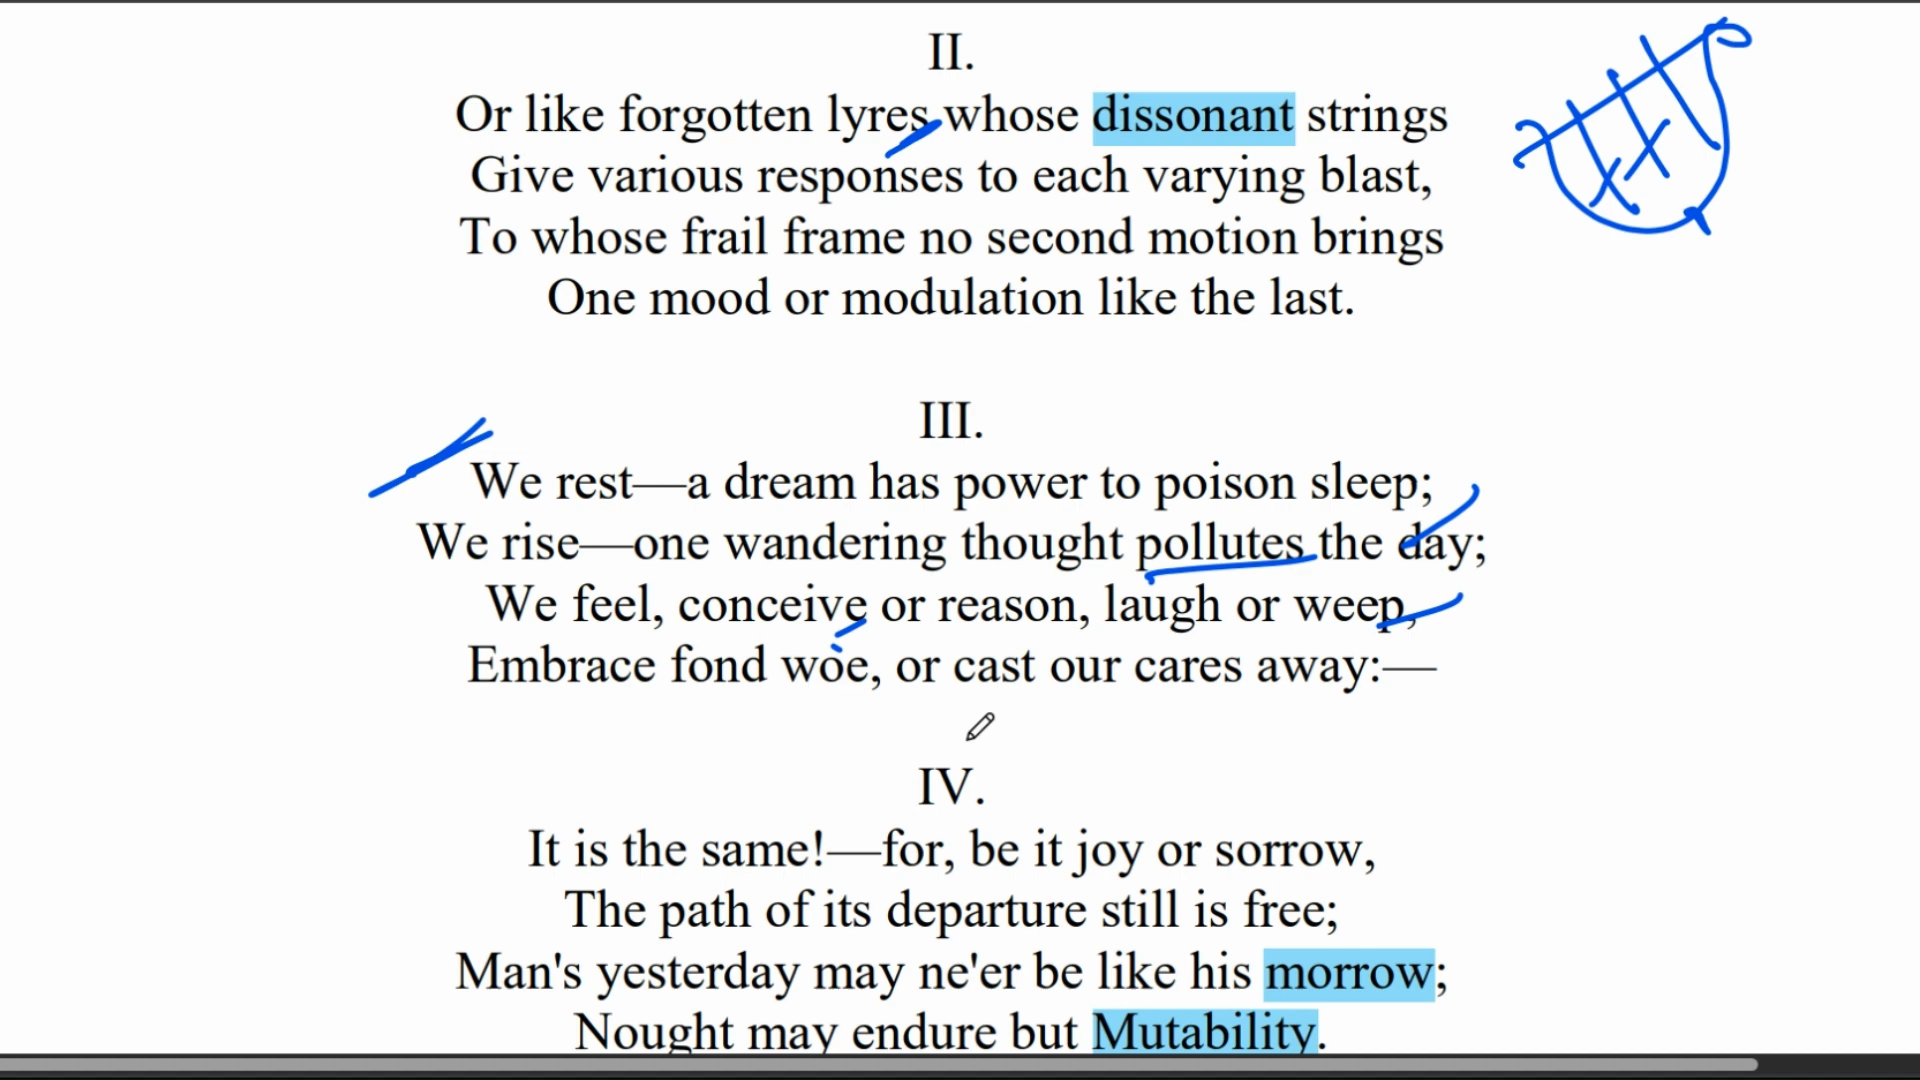 II.
Or like forgotten lyres whose dissonant strings
Give various responses to each varying blast,
To whose frail frame no second motion brings
One mood or modulation like the last.
III.
We rest—a dream has power to poison sleep;
We rise—one wandering thought pollutes the day;
We feel, conceive or reason, laugh or weep,
Embrace fond woe, or cast our cares away:—
IV.
It is the same!—for, be it joy or sorrow,
The path of its departure still is free;
Man's yesterday may ne'er be like his morrow;
Nought may endure but Mutability.